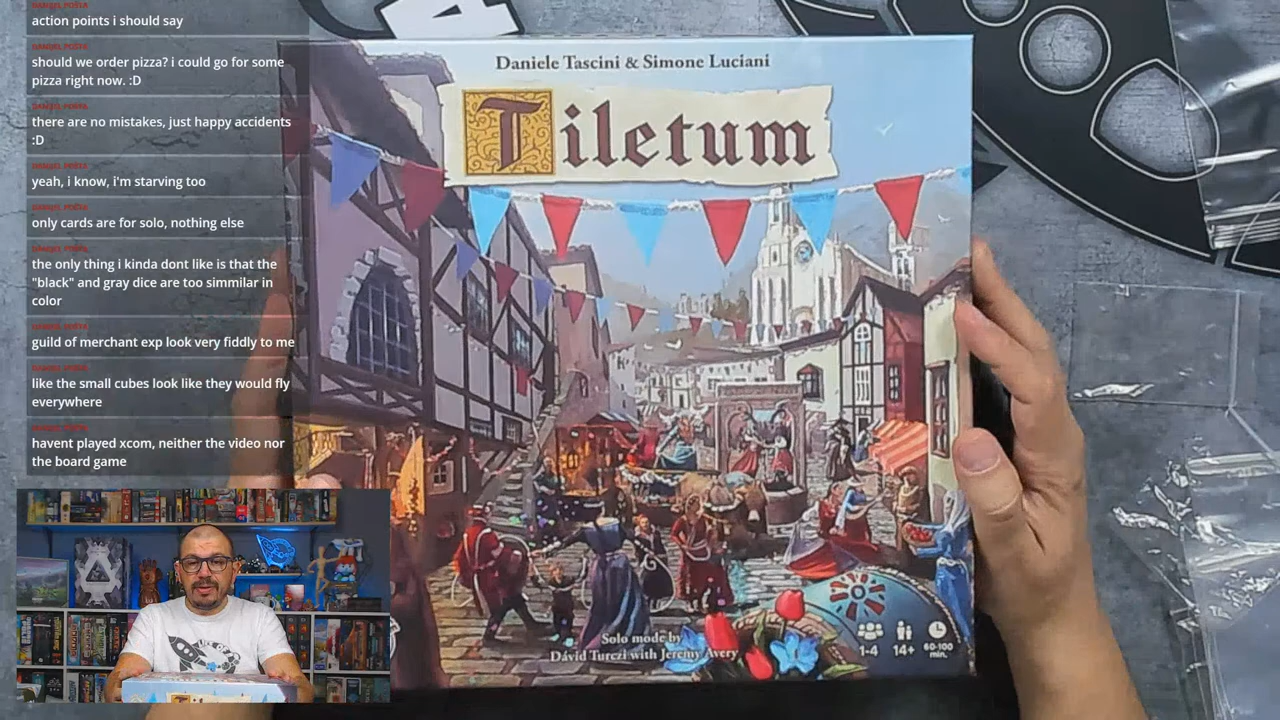 action points i should say
should we order pizza? i could go for some
pizza right now. :D
there are no mistakes, just happy accidents
:D
yeah, i know, i'm starving too
only cards are for solo, nothing else
the only thing i kinda dont like is that the
"black" and gray dice are too simmilar in
color
guild of merchant exp look very fiddly to me
like the small cubes look like they would fly
everywhere
havent played xcom, neither the video nor
the board game
Daniele Tascini & Simone Luciani
Tiletum
Solo mode by
Dávid Turczi with Jeremy Avery
1-4
14+
60-100
min.